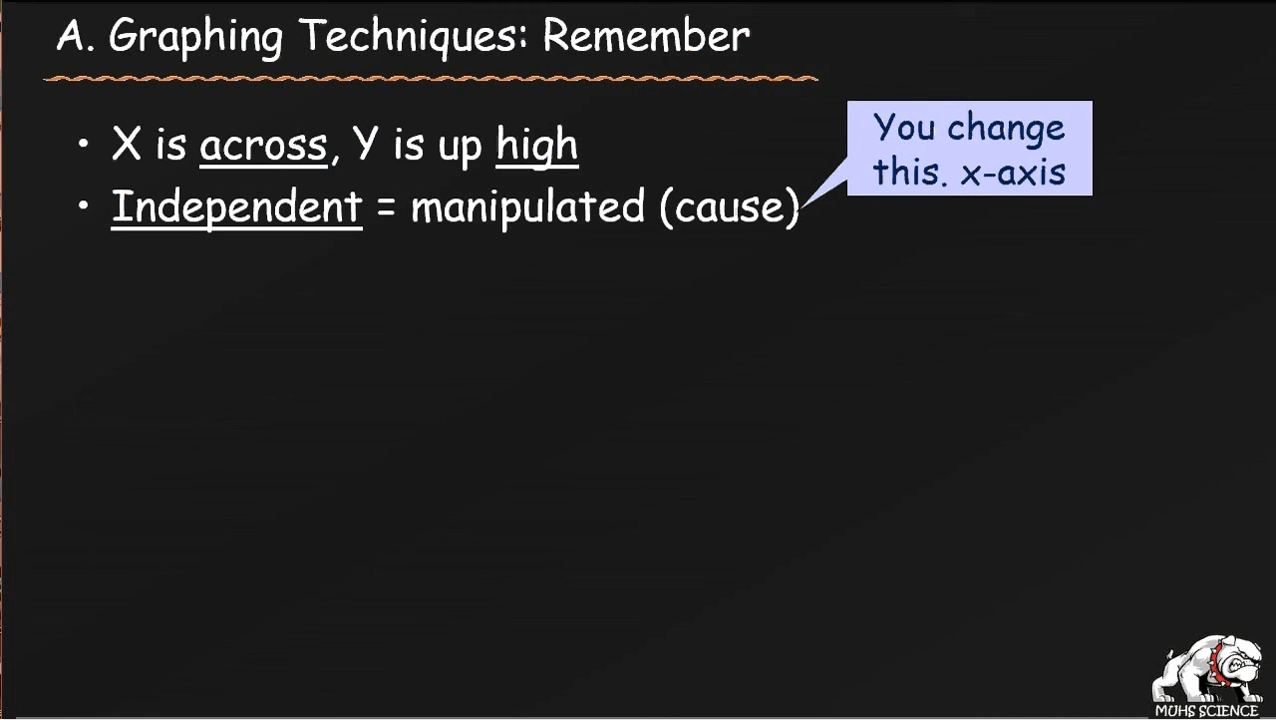 A. Graphing Techniques: Remember
• X is across, Y is up high
You change
this. x-axis
• Independent = manipulated (cause)
MUHS SCIENCE